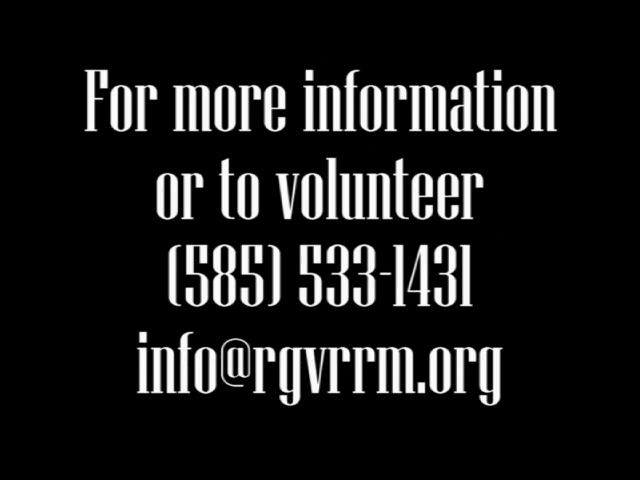 For more information
or to volunteer
(585) 533-1431
info@rgvrrm.org